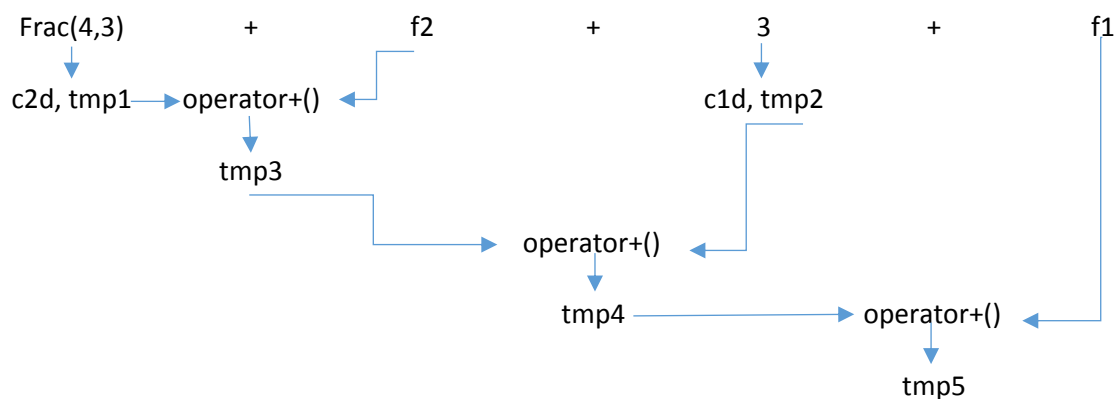 Frac(4,3) + f2 + 3 + f1
c2d, tmp1 operator+() c1d, tmp2
tmp3
operator+()
tmp4 operator+()
tmp5